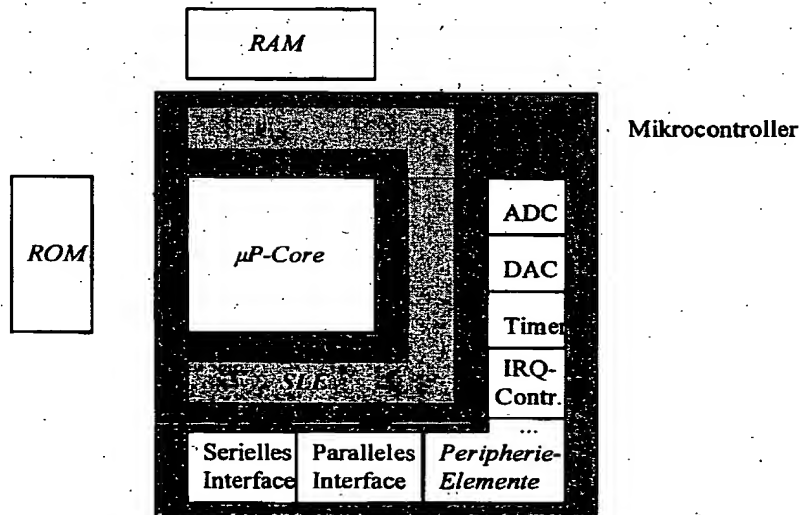 RAM
Mikrocontroller
ADC
ROM
µP-Core
DAC
Timer
IRQ-
Contr.
SLE
...
Serielles
Interface
Paralleles
Interface
Peripherie-
Elemente